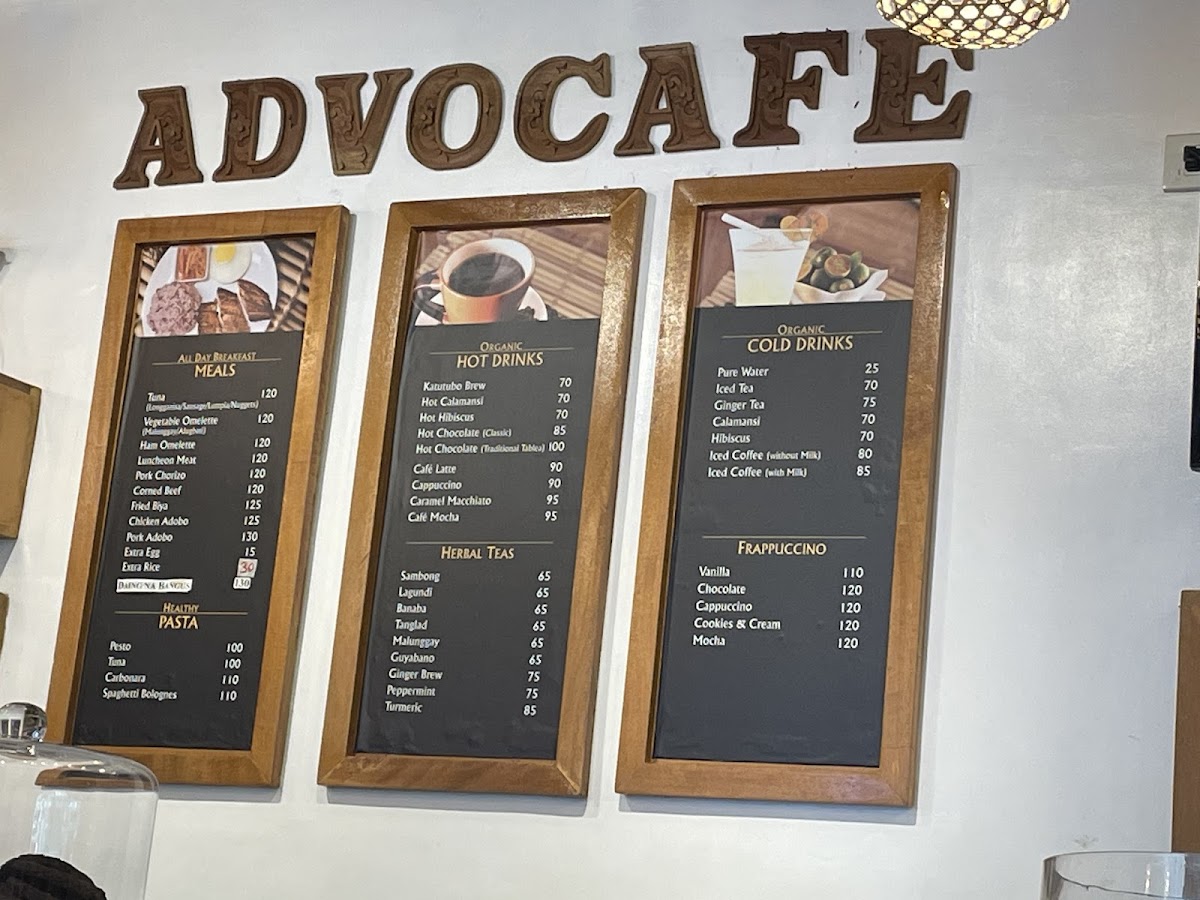 ADVOCAFE
ALL DAY BREAKFAST
MEALS
Tuna 120
(Longganisa/Sausage/Lumpia/Nuggets)
Vegetable Omelette 120
(Malunggay/Alugbati)
Ham Omelette 120
Luncheon Meat 120
Pork Chorizo 120
Corned Beef 120
Fried Biya 125
Chicken Adobo 125
Pork Adobo 130
Extra Egg 15
Extra Rice 30
DAING NA BANGUS 130
HEALTHY
PASTA
Pesto 100
Tuna 100
Carbonara 110
Spaghetti Bolognes 110
ORGANIC
HOT DRINKS
Katutubo Brew 70
Hot Calamansi 70
Hot Hibiscus 70
Hot Chocolate (Classic) 85
Hot Chocolate (Traditional Tablea) 100
Café Latte 90
Cappuccino 90
Caramel Macchiato 95
Café Mocha 95
HERBAL TEAS
Sambong 65
Lagundi 65
Banaba 65
Tanglad 65
Malunggay 65
Guyabano 65
Ginger Brew 75
Peppermint 75
Turmeric 85
ORGANIC
COLD DRINKS
Pure Water 25
Iced Tea 70
Ginger Tea 75
Calamansi 70
Hibiscus 70
Iced Coffee (without Milk) 80
Iced Coffee (with Milk) 85
FRAPPUCCINO
Vanilla 110
Chocolate 120
Cappuccino 120
Cookies & Cream 120
Mocha 120